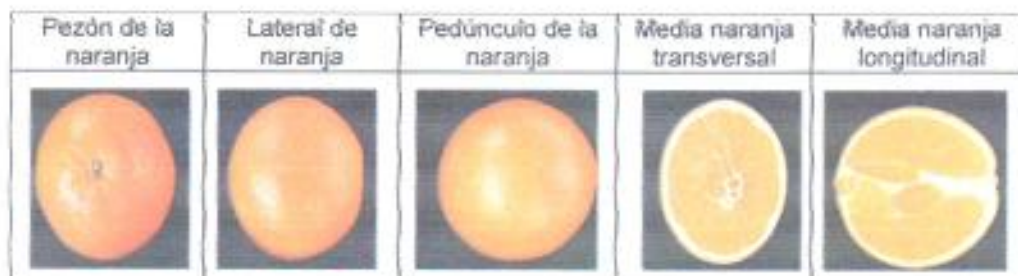 Pezón de la
naranja
Lateral de
naranja
Pedúnculo de la
naranja
Media naranja
transversal
Media naranja
longitudinal